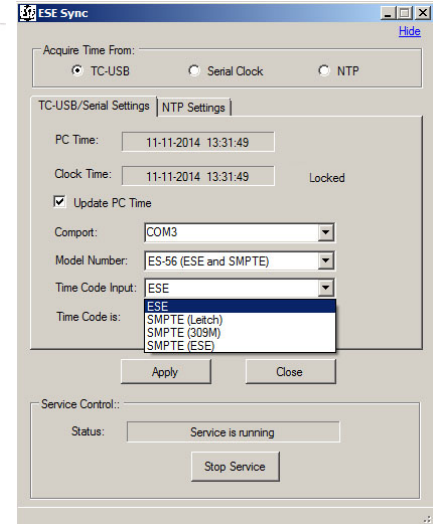 ESE Sync
Hide
Acquire Time From:
TC-USB Serial Clock NTP
TC-USB/Serial Settings NTP Settings
PC Time: 11-11-2014 13:31:49
Clock Time: 11-11-2014 13:31:49 Locked
Update PC Time
Comport: COM3
Model Number: ES-56 (ESE and SMPTE)
Time Code Input: ESE
ESE
Time Code is: SMPTE (Leitch)
SMPTE (309M)
SMPTE (ESE)
Apply Close
Service Control::
Status: Service is running
Stop Service